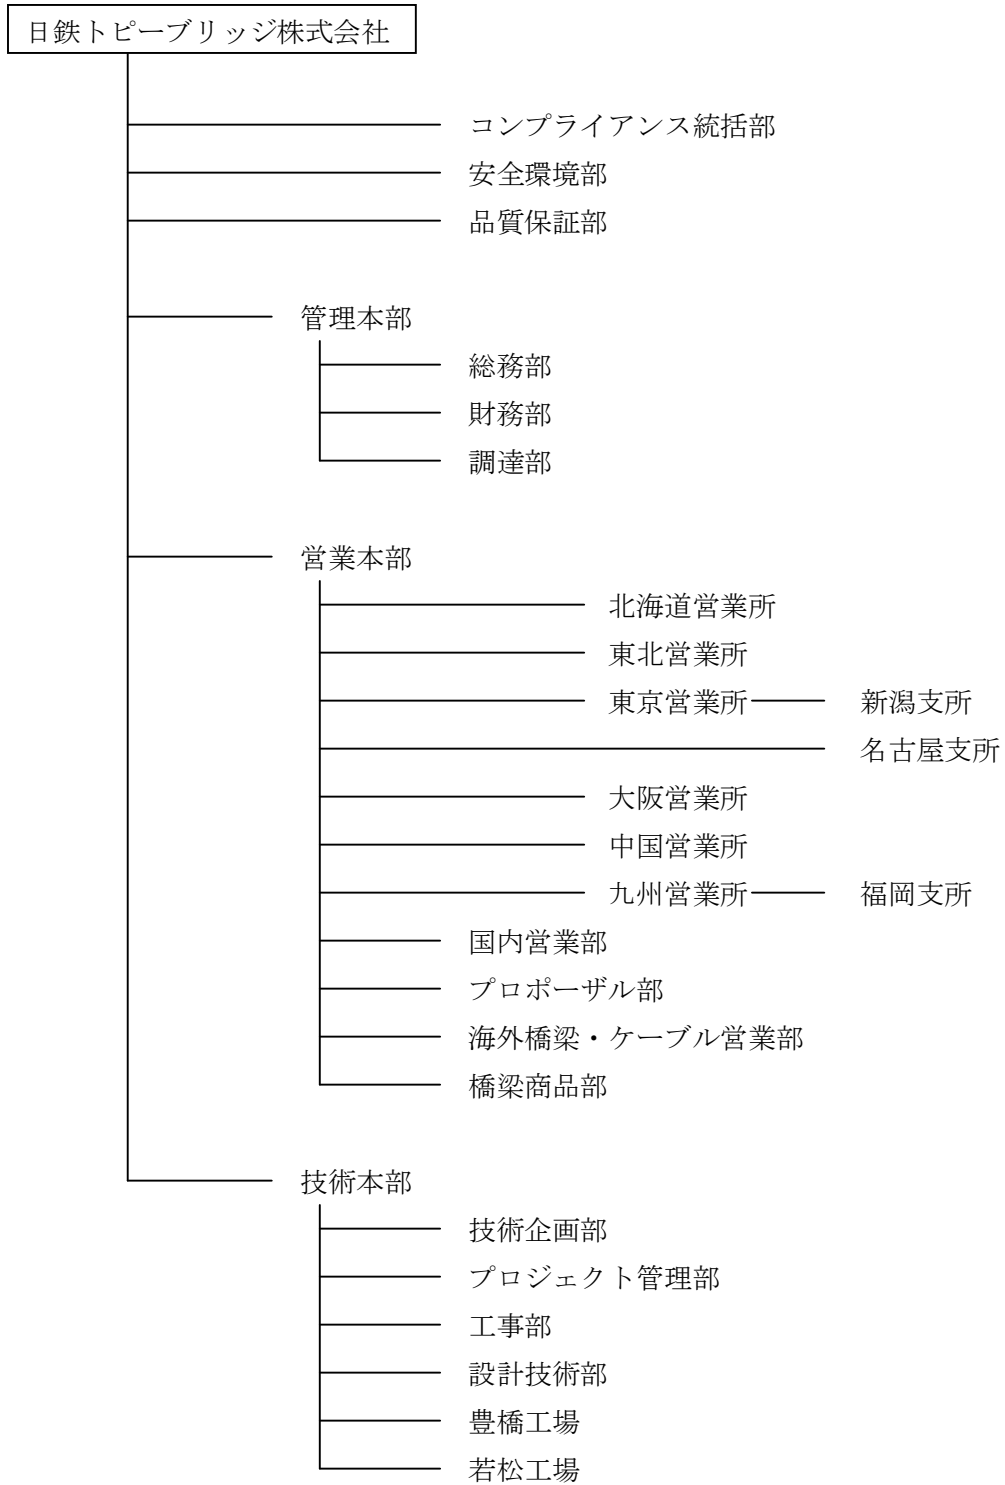 日鉄トピーブリッジ株式会社
コンプライアンス統括部
安全環境部
品質保証部
管理本部
総務部
財務部
調達部
営業本部
北海道営業所
東北営業所
東京営業所 新潟支所
名古屋支所
大阪営業所
中国営業所
九州営業所 福岡支所
国内営業部
プロポーザル部
海外橋梁・ケーブル営業部
橋梁商品部
技術本部
技術企画部
プロジェクト管理部
工事部
設計技術部
豊橋工場
若松工場